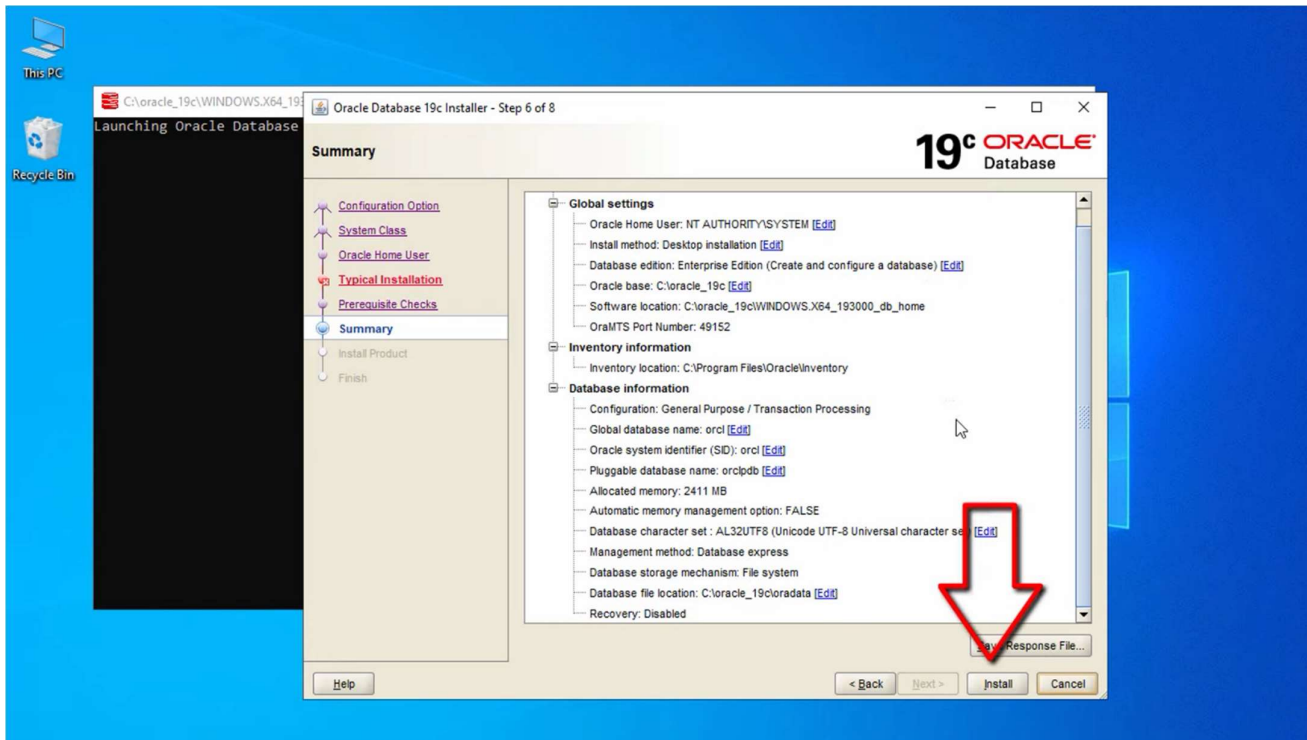 This PC
Recycle Bin
C:\oracle_19c\WINDOWS.X64_193
Launching Oracle Database
Oracle Database 19c Installer - Step 6 of 8
Summary
19c ORACLE
Database
Configuration Option
System Class
Oracle Home User
Typical Installation
Prerequisite Checks
Summary
Install Product
Finish
Global settings
Oracle Home User: NT AUTHORITY\SYSTEM [Edit]
Install method: Desktop installation [Edit]
Database edition: Enterprise Edition (Create and configure a database) [Edit]
Oracle base: C:\oracle_19c [Edit]
Software location: C:\oracle_19c\WINDOWS.X64_193000_db_home
OraMTS Port Number: 49152
Inventory information
Inventory location: C:\Program Files\Oracle\Inventory
Database information
Configuration: General Purpose / Transaction Processing
Global database name: orcl [Edit]
Oracle system identifier (SID): orcl [Edit]
Pluggable database name: orclpdb [Edit]
Allocated memory: 2411 MB
Automatic memory management option: FALSE
Database character set : AL32UTF8 (Unicode UTF-8 Universal character se [Edit]
Management method: Database express
Database storage mechanism: File system
Database file location: C:\oracle_19c\oradata [Edit]
Recovery: Disabled
Response File...
Help
< Back
Next >
Install
Cancel